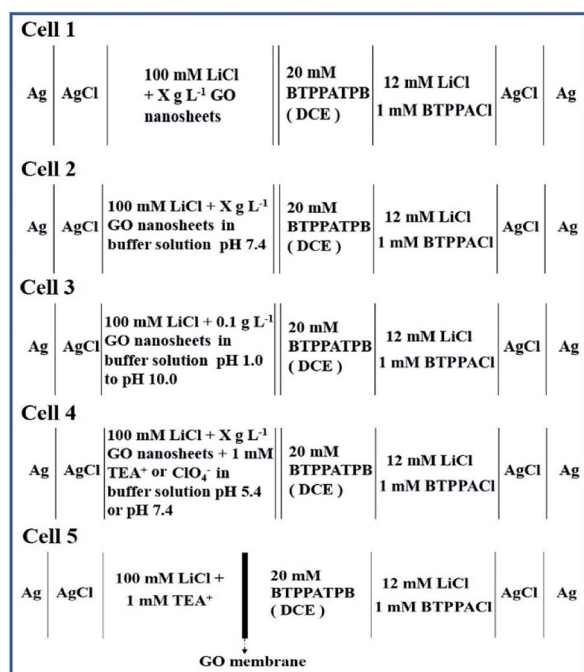 Cell 1
Ag | AgCl | 100 mM LiCl + X g L⁻¹ GO nanosheets || 20 mM BTPPATPB ( DCE ) | 12 mM LiCl 1 mM BTPPACl | AgCl | Ag
Cell 2
Ag | AgCl | 100 mM LiCl + X g L⁻¹ GO nanosheets in buffer solution pH 7.4 || 20 mM BTPPATPB ( DCE ) | 12 mM LiCl 1 mM BTPPACl | AgCl | Ag
Cell 3
Ag | AgCl | 100 mM LiCl + 0.1 g L⁻¹ GO nanosheets in buffer solution pH 1.0 to pH 10.0 || 20 mM BTPPATPB ( DCE ) | 12 mM LiCl 1 mM BTPPACl | AgCl | Ag
Cell 4
Ag | AgCl | 100 mM LiCl + X g L⁻¹ GO nanosheets + 1 mM TEA⁺ or ClO₄⁻ in buffer solution pH 5.4 or pH 7.4 || 20 mM BTPPATPB ( DCE ) | 12 mM LiCl 1 mM BTPPACl | AgCl | Ag
Cell 5
Ag | AgCl | 100 mM LiCl + 1 mM TEA⁺ | 20 mM BTPPATPB (DCE) | 12 mM LiCl 1 mM BTPPACl | AgCl | Ag
GO membrane